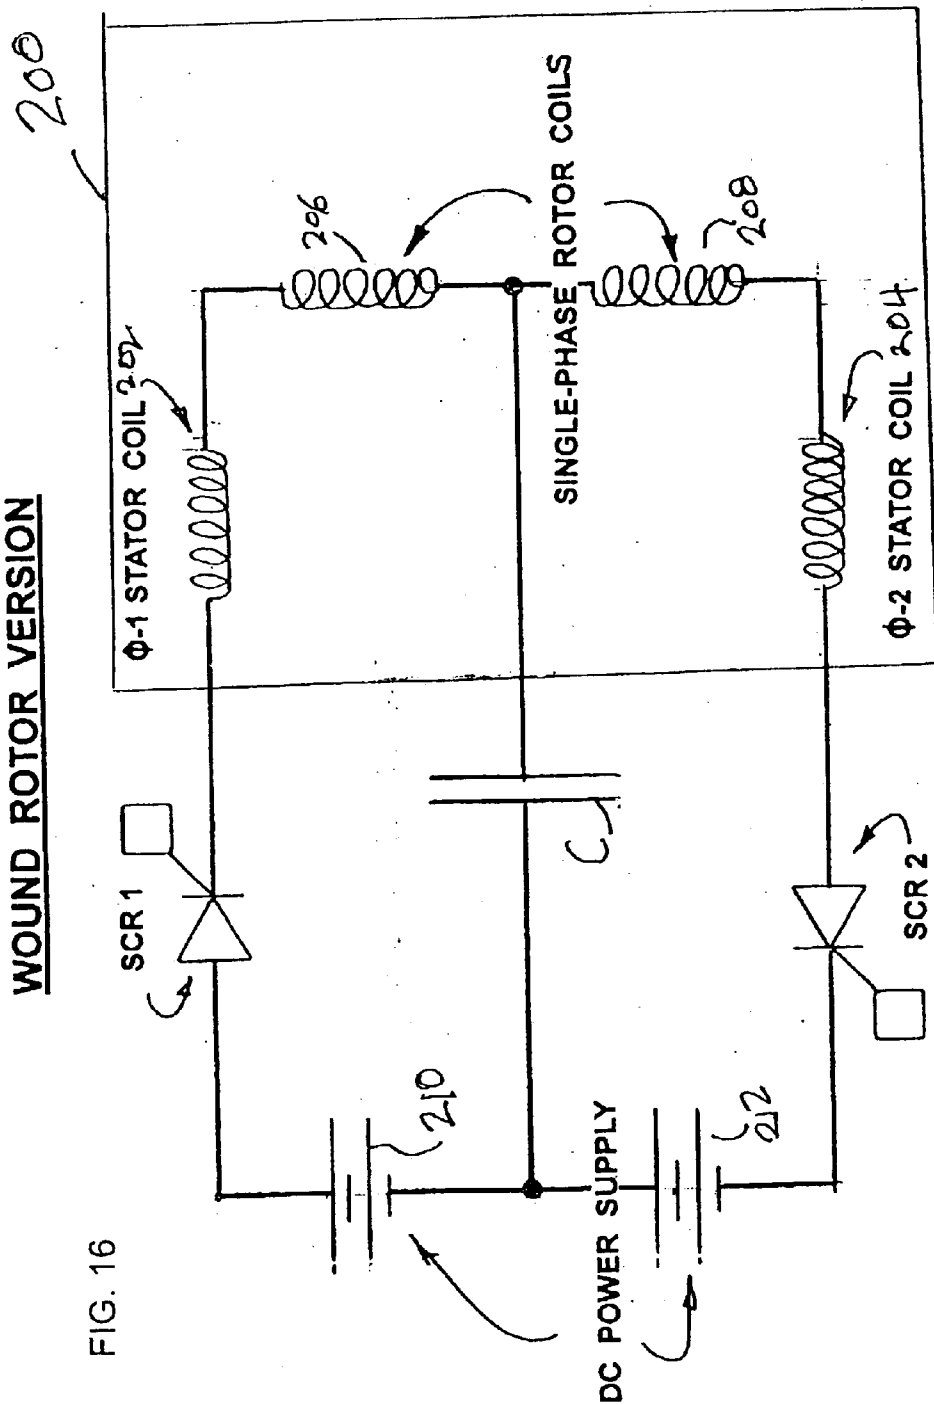 WOUND ROTOR VERSION
200
Φ-1 STATOR COIL 202
206
SINGLE-PHASE ROTOR COILS
208
Φ-2 STATOR COIL 204
SCR 1
C
SCR 2
210
DC POWER SUPPLY
212
FIG. 16